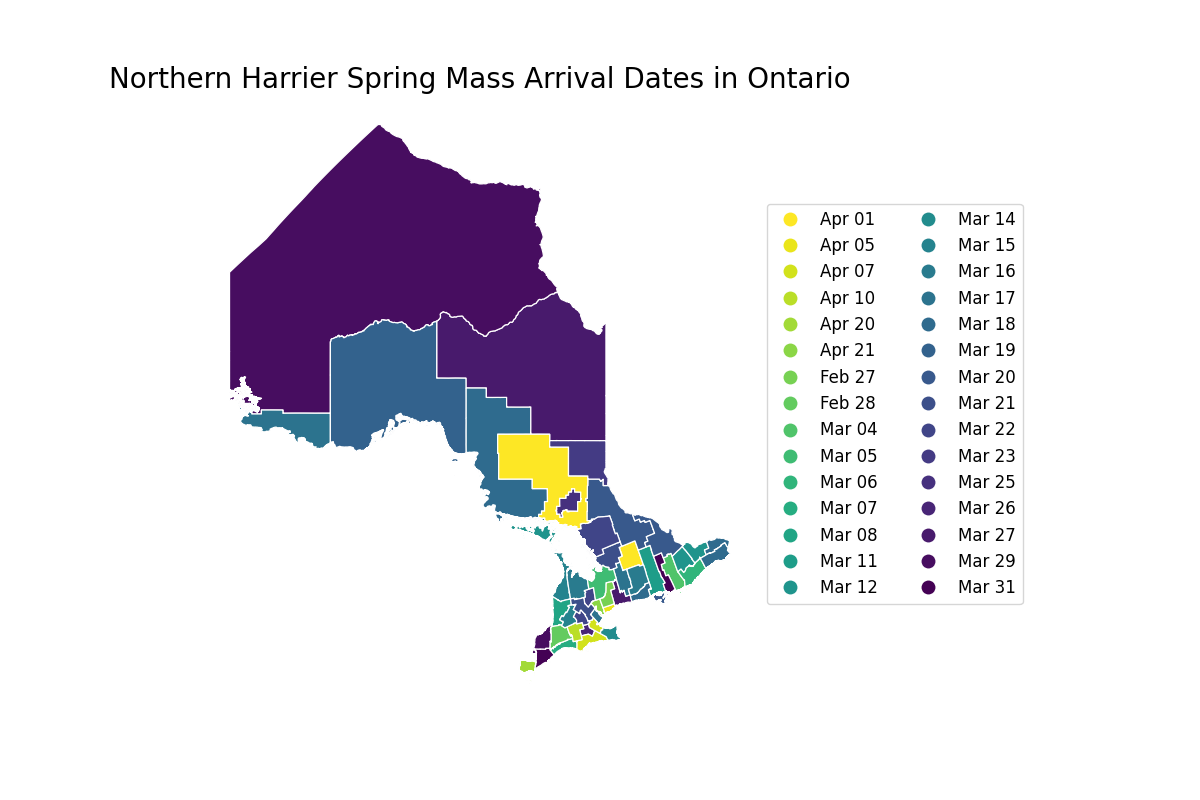 Northern Harrier Spring Mass Arrival Dates in Ontario
Apr 01
Apr 05
Apr 07
Apr 10
Apr 20
Apr 21
Feb 27
Feb 28
Mar 04
Mar 05
Mar 06
Mar 07
Mar 08
Mar 11
Mar 12
Mar 14
Mar 15
Mar 16
Mar 17
Mar 18
Mar 19
Mar 20
Mar 21
Mar 22
Mar 23
Mar 25
Mar 26
Mar 27
Mar 29
Mar 31